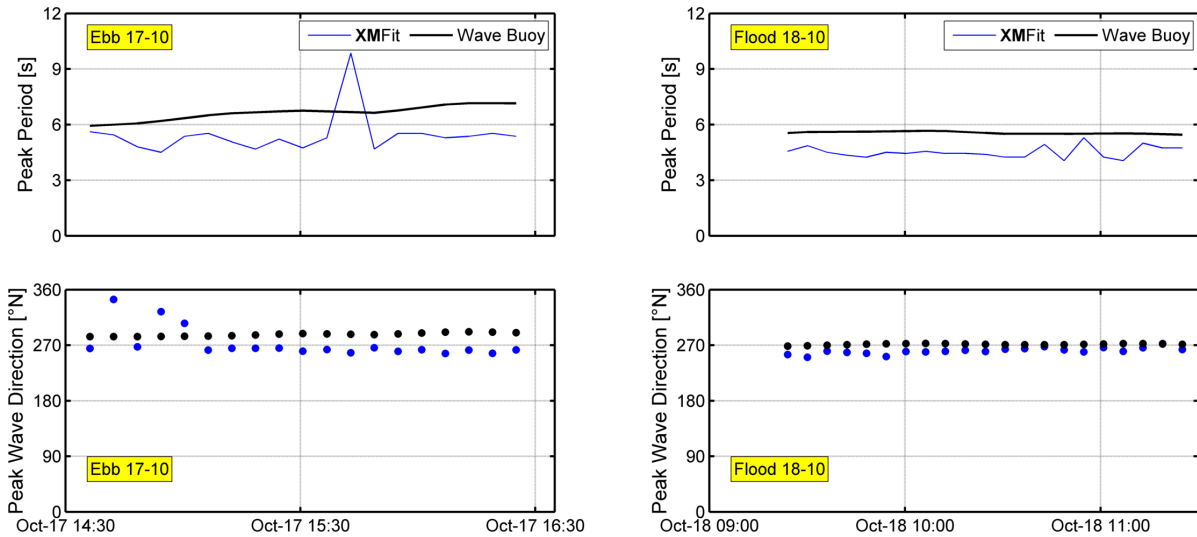 12
9
6
3
0
Peak Period [s]
Ebb 17-10
XMFit
Wave Buoy
12
9
6
3
0
Peak Period [s]
Flood 18-10
XMFit
Wave Buoy
360
270
180
90
0
Peak Wave Direction [°N]
Ebb 17-10
Oct-17 14:30
Oct-17 15:30
Oct-17 16:30
360
270
180
90
0
Peak Wave Direction [°N]
Flood 18-10
Oct-18 09:00
Oct-18 10:00
Oct-18 11:00